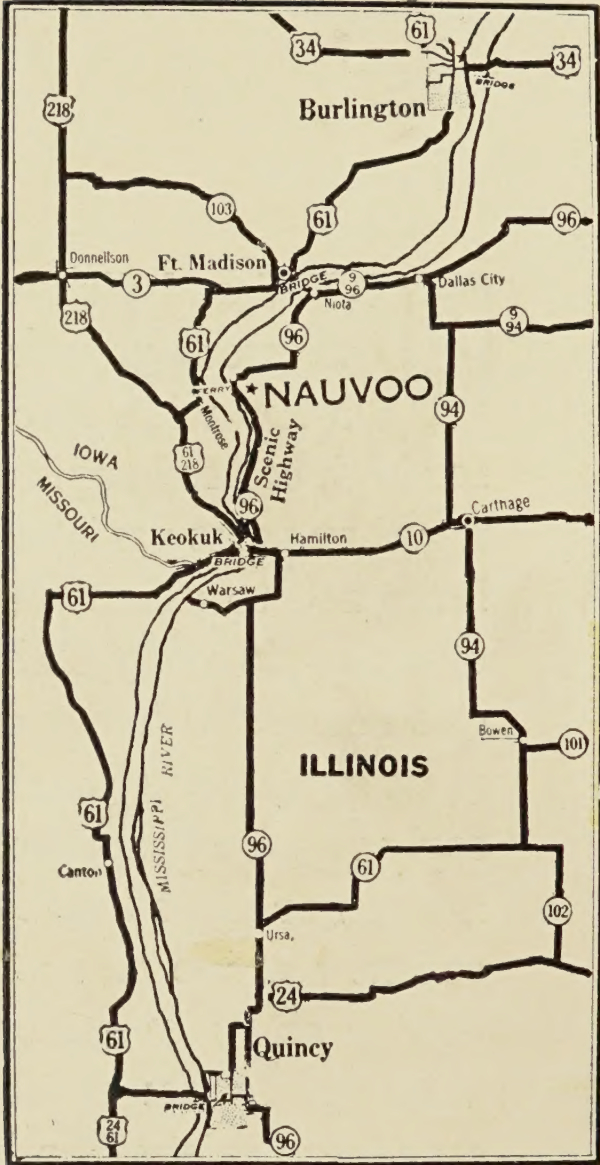 61
34
34
BRIDGE
Burlington
218
103
61
96
Donnellson
Ft. Madison
3
BRIDGE
9
96
Dallas City
Niota
218
61
96
9
94
FERRY
NAUVOO
Montrose
94
61
218
Scenic
Highway
IOWA
MISSOURI
96
Carthage
Keokuk
Hamilton
10
BRIDGE
61
Warsaw
94
Bowen
101
MISSISSIPPI RIVER
ILLINOIS
61
96
Canton
61
102
Ursa.
24
61
Quincy
BRIDGE
24
61
96